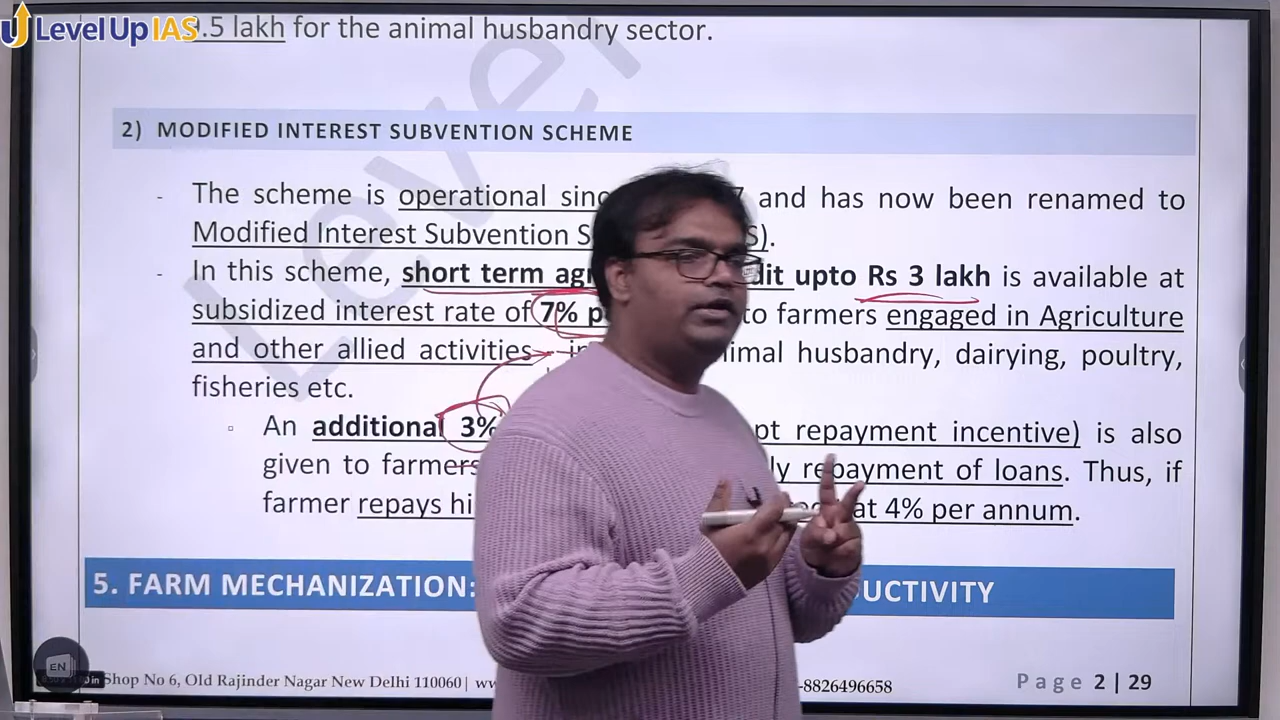 Level Up IAS
.5 lakh for the animal husbandry sector.
Level
2) MODIFIED INTEREST SUBVENTION SCHEME
- The scheme is operational sinc 7 and has now been renamed to
Modified Interest Subvention S S).
- In this scheme, short term agr dit upto Rs 3 lakh is available at
subsidized interest rate of 7% p to farmers engaged in Agriculture
and other allied activities - in imal husbandry, dairying, poultry,
fisheries etc.
▫ An additional 3% pt repayment incentive) is also
given to farmers ly repayment of loans. Thus, if
farmer repays hi at 4% per annum.
5. FARM MECHANIZATION: UCTIVITY
EN
Shop No 6, Old Rajinder Nagar New Delhi 110060| ww -8826496658 Page 2 | 29